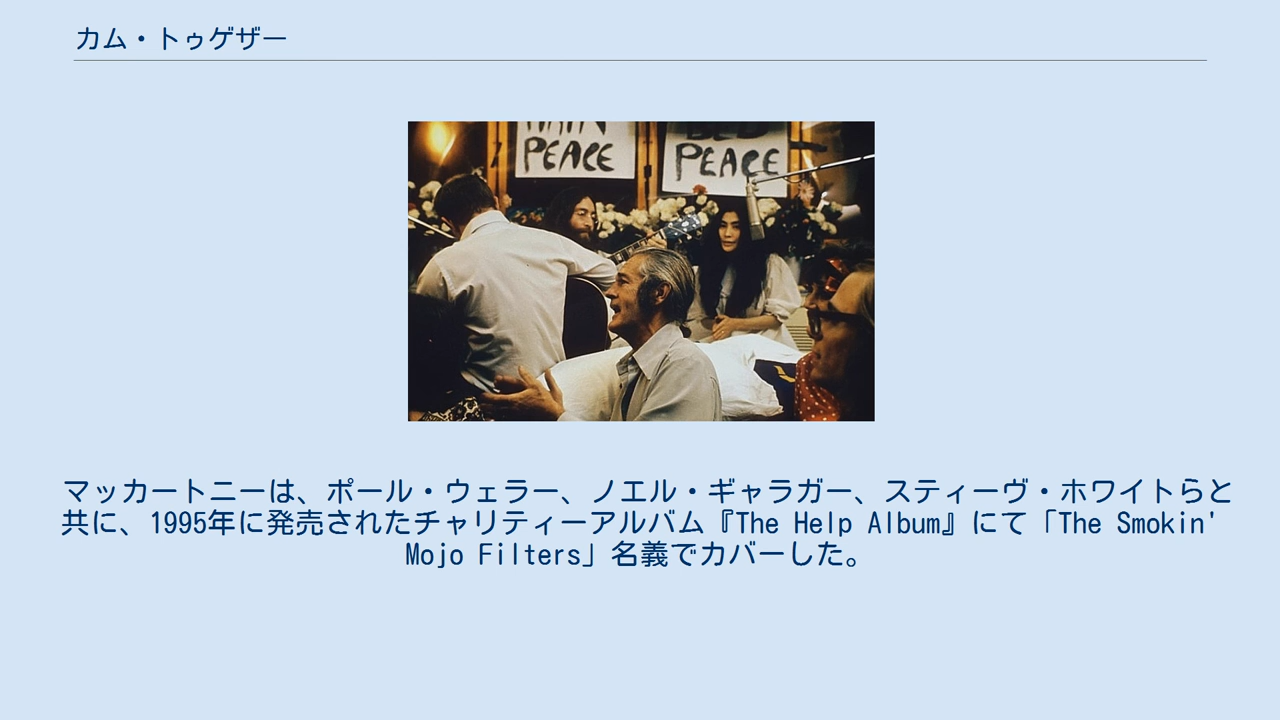 カム・トゥゲザー
PEACE
PEACE
マッカートニーは、ポール・ウェラー、ノエル・ギャラガー、スティーヴ・ホワイトらと
共に、1995年に発売されたチャリティーアルバム『The Help Album』にて「The Smokin'
Mojo Filters」名義でカバーした。